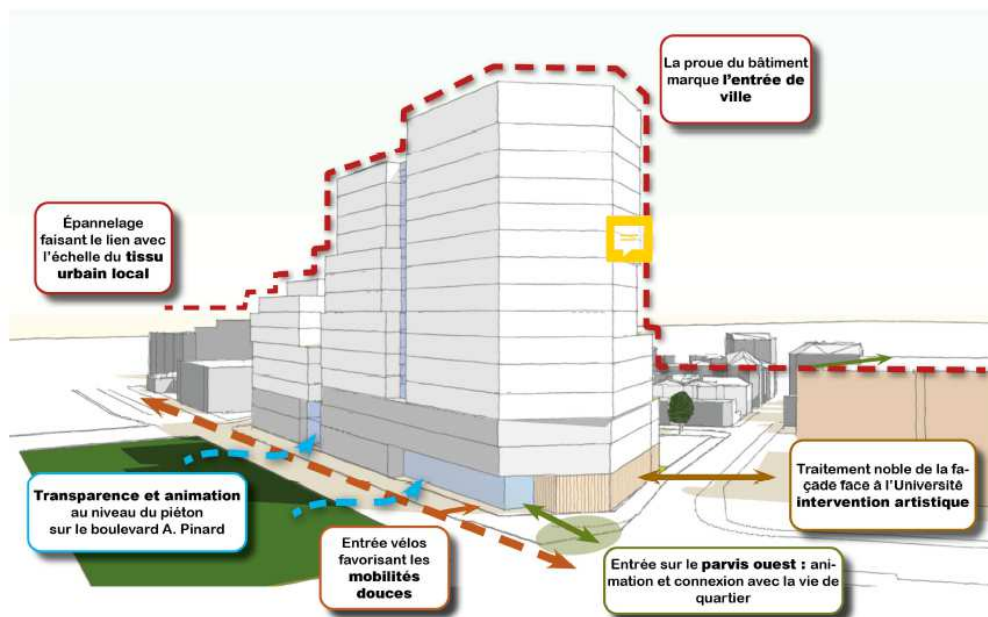 La proue du bâtiment
marque l'entrée de
ville
Épannelage
faisant le lien avec
l'échelle du tissu
urbain local
Transparence et animation
au niveau du piéton
sur le boulevard A. Pinard
Entrée vélos
favorisant les
mobilités
douces
Entrée sur le parvis ouest : ani-
mation et connexion avec la vie de
quartier
Traitement noble de la fa-
çade face à l'Université
intervention artistique